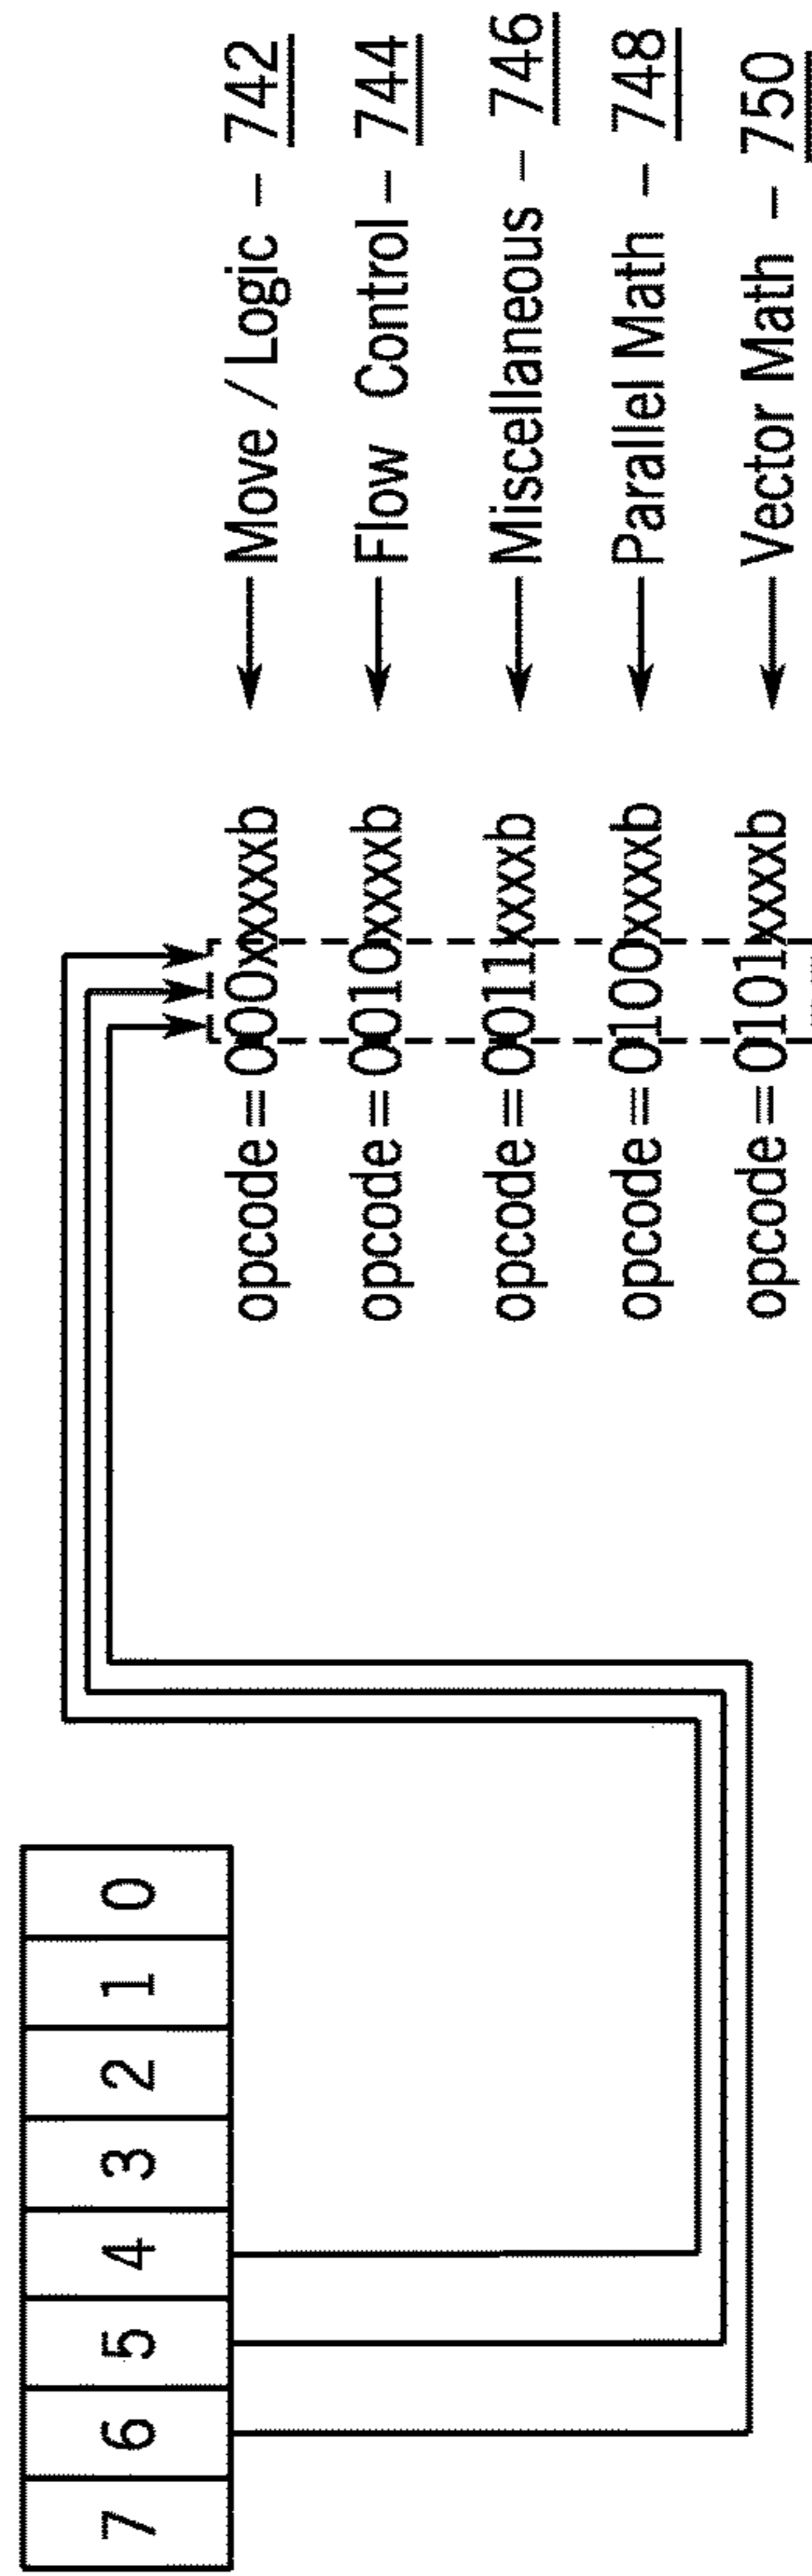 7 6 5 4 3 2 1 0
opcode=000xxxxxb ← Move / Logic – 742
opcode=0010xxxxb ← Flow Control – 744
opcode=0011xxxxb ← Miscellaneous – 746
opcode=0100xxxxb ← Parallel Math – 748
opcode=0101xxxxb ← Vector Math – 750